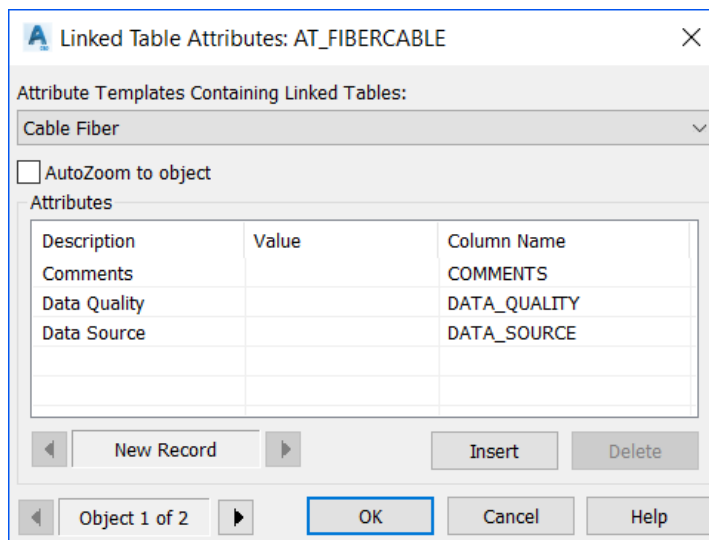 Linked Table Attributes: AT_FIBERCABLE
Attribute Templates Containing Linked Tables:
Cable Fiber
AutoZoom to object
Attributes
Description Value Column Name
Comments COMMENTS
Data Quality DATA_QUALITY
Data Source DATA_SOURCE
New Record Insert Delete
Object 1 of 2 OK Cancel Help